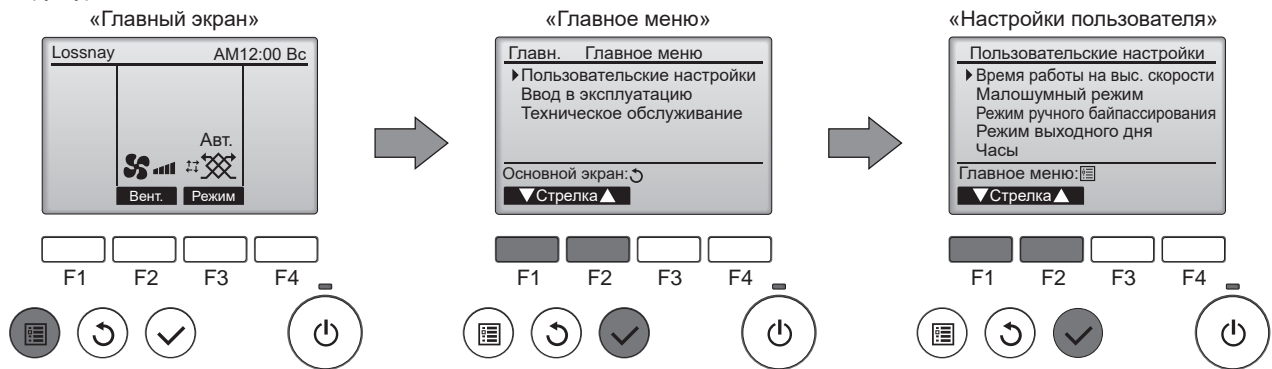 «Главный экран»
Lossnay AM12:00 Вс
Авт.
Вент. Режим
F1 F2 F3 F4
«Главное меню»
Главн. Главное меню
Пользовательские настройки
Ввод в эксплуатацию
Техническое обслуживание
Основной экран:
Стрелка
F1 F2 F3 F4
«Настройки пользователя»
Пользовательские настройки
Время работы на выс. скорости
Малошумный режим
Режим ручного байпассирования
Режим выходного дня
Часы
Главное меню:
Стрелка
F1 F2 F3 F4